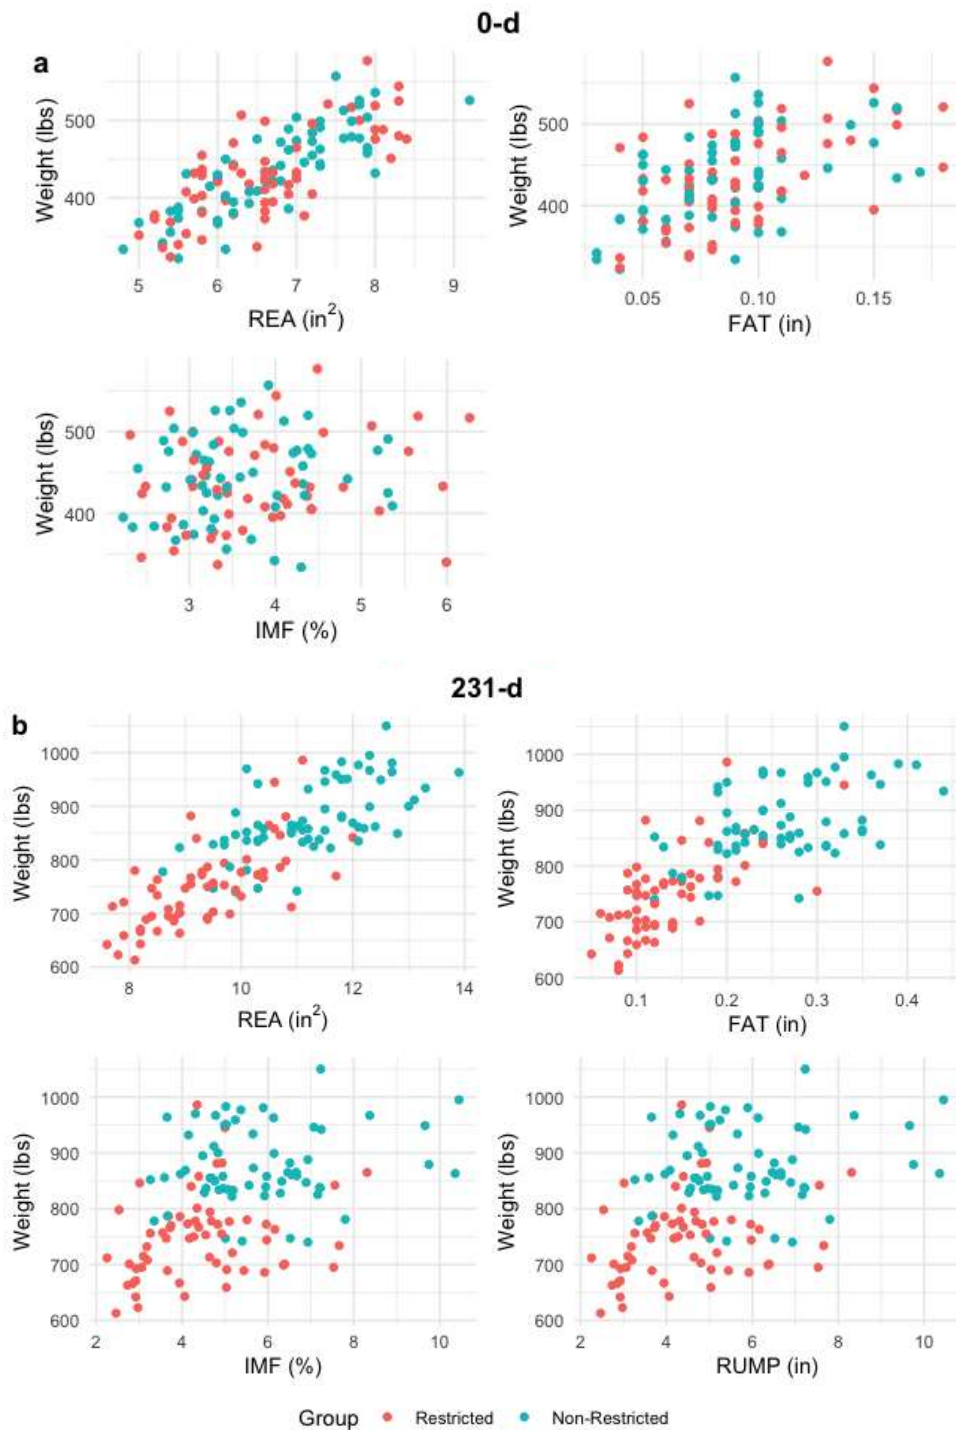 0-d
a
Weight (lbs)
500
400
5 6 7 8 9
REA (in²)
Weight (lbs)
500
400
0.05 0.10 0.15
FAT (in)
Weight (lbs)
500
400
3 4 5 6
IMF (%)
231-d
b
Weight (lbs)
1000
900
800
700
600
8 10 12 14
REA (in²)
Weight (lbs)
1000
900
800
700
600
0.1 0.2 0.3 0.4
FAT (in)
Weight (lbs)
1000
900
800
700
600
2 4 6 8 10
IMF (%)
Weight (lbs)
1000
900
800
700
600
2 4 6 8 10
RUMP (in)
Group Restricted Non-Restricted